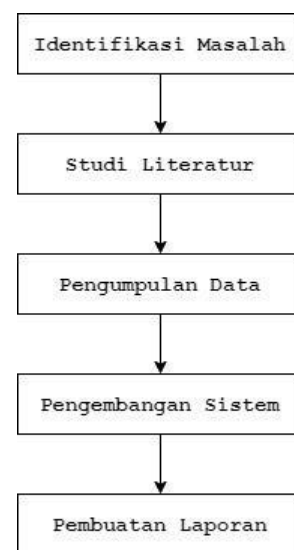 Identifikasi Masalah
Studi Literatur
Pengumpulan Data
Pengembangan Sistem
Pembuatan Laporan